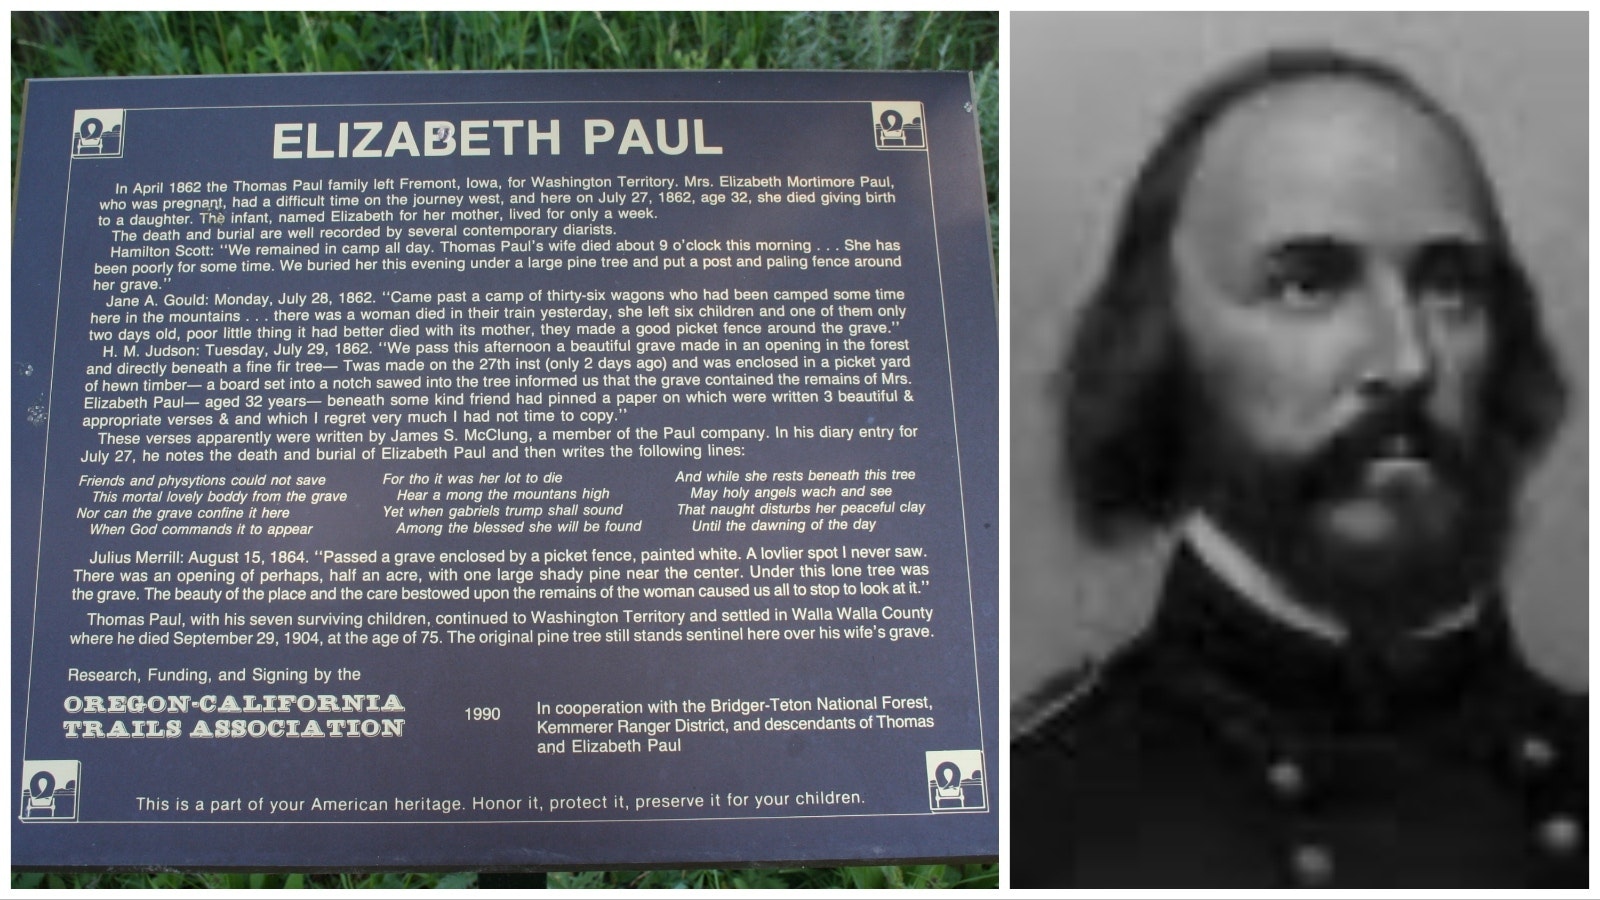 ELIZABETH PAUL
In April 1862 the Thomas Paul family left Fremont, Iowa, for Washington Territory. Mrs. Elizabeth Mortimore Paul,
who was pregnant, had a difficult time on the journey west, and here on July 27, 1862, age 32, she died giving birth
to a daughter. The infant, named Elizabeth for her mother, lived for only a week.
The death and burial are well recorded by several contemporary diarists.
Hamilton Scott: “We remained in camp all day. Thomas Paul's wife died about 9 o'clock this morning . . . She has
been poorly for some time. We buried her this evening under a large pine tree and put a post and paling fence around
her grave.”
Jane A. Gould: Monday, July 28, 1862. “Came past a camp of thirty-six wagons who had been camped some time
here in the mountains . . . there was a woman died in their train yesterday, she left six children and one of them only
two days old, poor little thing it had better died with its mother, they made a good picket fence around the grave.”
H. M. Judson: Tuesday, July 29, 1862. “We pass this afternoon a beautiful grave made in an opening in the forest
and directly beneath a fine fir tree— Twas made on the 27th inst (only 2 days ago) and was enclosed in a picket yard
of hewn timber— a board set into a notch sawed into the tree informed us that the grave contained the remains of Mrs.
Elizabeth Paul— aged 32 years— beneath some kind friend had pinned a paper on which were written 3 beautiful &
appropriate verses & and which I regret very much I had not time to copy.”
These verses apparently were written by James S. McClung, a member of the Paul company. In his diary entry for
July 27, he notes the death and burial of Elizabeth Paul and then writes the following lines:
Friends and physytions could not save
This mortal lovely boddy from the grave
Nor can the grave confine it here
When God commands it to appear
For tho it was her lot to die
Hear a mong the mountans high
Yet when gabriels trump shall sound
Among the blessed she will be found
And while she rests beneath this tree
May holy angels wach and see
That naught disturbs her peaceful clay
Until the dawning of the day
Julius Merrill: August 15, 1864. “Passed a grave enclosed by a picket fence, painted white. A lovlier spot I never saw.
There was an opening of perhaps, half an acre, with one large shady pine near the center. Under this lone tree was
the grave. The beauty of the place and the care bestowed upon the remains of the woman caused us all to stop to look at it.”
Thomas Paul, with his seven surviving children, continued to Washington Territory and settled in Walla Walla County
where he died September 29, 1904, at the age of 75. The original pine tree still stands sentinel here over his wife's grave.
Research, Funding, and Signing by the
OREGON-CALIFORNIA
TRAILS ASSOCIATION
1990
In cooperation with the Bridger-Teton National Forest,
Kemmerer Ranger District, and descendants of Thomas
and Elizabeth Paul
This is a part of your American heritage. Honor it, protect it, preserve it for your children.